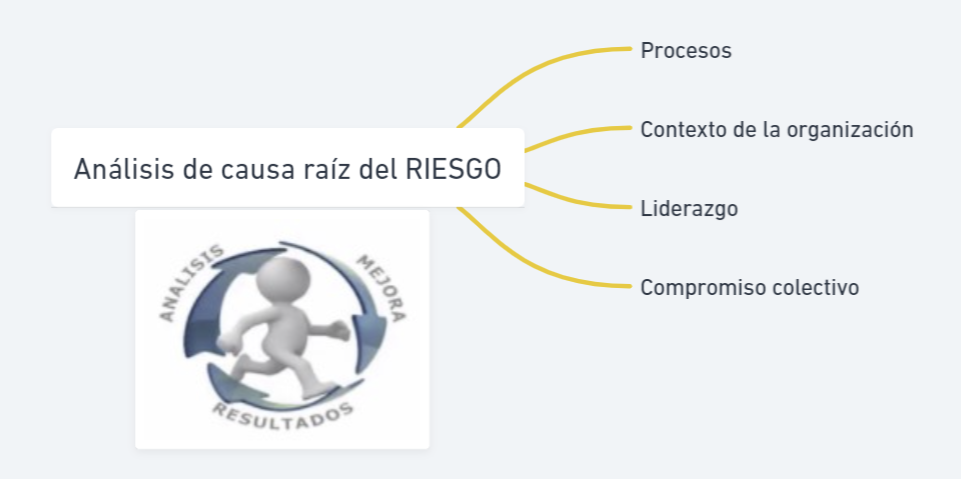 Procesos
Contexto de la organización
Análisis de causa raíz del RIESGO
Liderazgo
Compromiso colectivo
ANALISIS
MEJORA
RESULTADOS